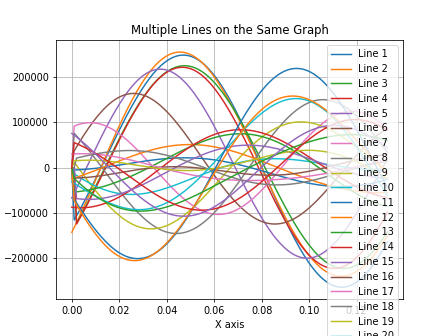 Multiple Lines on the Same Graph
200000
100000
0
−100000
−200000
0.00
0.02
0.04
0.06
0.08
0.10
X axis
Line 1
Line 2
Line 3
Line 4
Line 5
Line 6
Line 7
Line 8
Line 9
Line 10
Line 11
Line 12
Line 13
Line 14
Line 15
Line 16
Line 17
Line 18
Line 19
Line 20